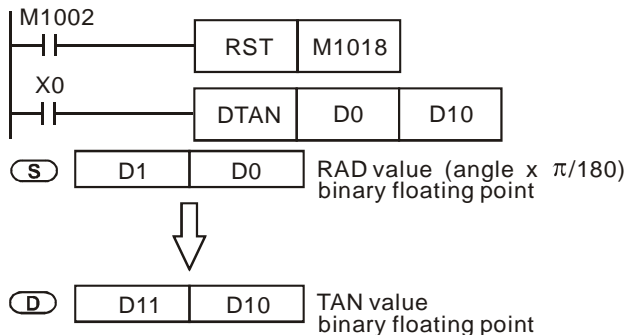 M1002
RST M1018
X0
DTAN D0 D10
S D1 D0 RAD value (angle x π/180)
binary floating point
D D11 D10 TAN value
binary floating point